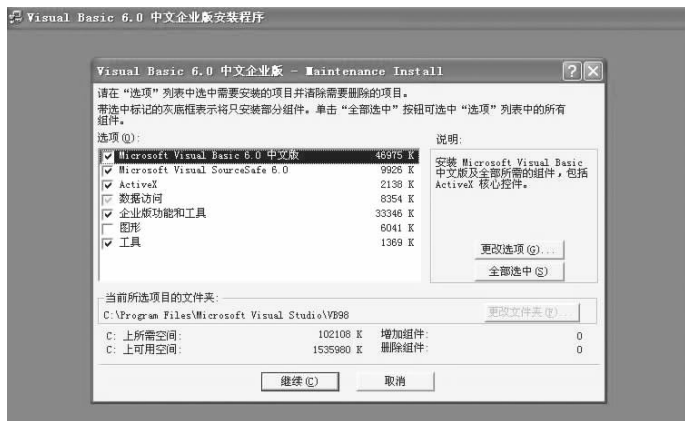 Visual Basic 6.0 中文企业版安装程序
Visual Basic 6.0 中文企业版 - Maintenance Install
请在“选项”列表中选中需要安装的项目并清除需要删除的项目。
带选中标记的灰底框表示将只安装部分组件。单击“全部选中”按钮可选中“选项”列表中的所有
组件。
选项(O):
说明:
Microsoft Visual Basic 6.0 中文版 46975 K
Microsoft Visual SourceSafe 6.0 9926 K
ActiveX 2138 K
数据访问 8354 K
企业版功能和工具 33346 K
图形 6041 K
工具 1369 K
安装 Microsoft Visual Basic
中文版及全部所需的组件，包括
ActiveX 核心控件。
更改选项(G)...
全部选中(S)
当前所选项目的文件夹:
C:\Program Files\Microsoft Visual Studio\VB98
更改文件夹(F)...
C: 上所需空间: 102108 K 增加组件: 0
C: 上可用空间: 1535980 K 删除组件: 0
继续(C) 取消